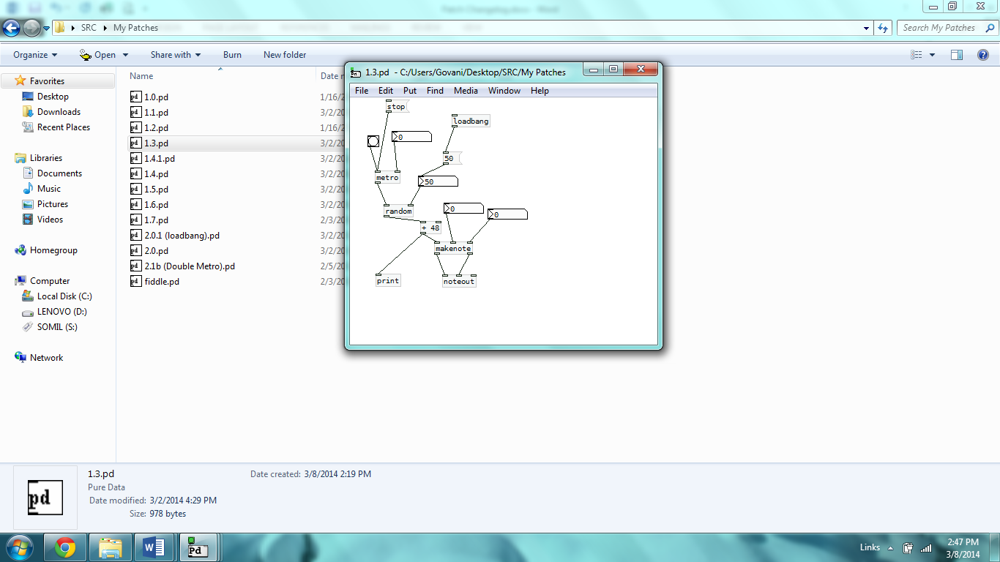 Patch Changelog.docx - Word
SRC My Patches
Search My Patches
Organize Open Share with Burn New folder
Favorites
Desktop
Downloads
Recent Places
Libraries
Documents
Music
Pictures
Videos
Homegroup
Computer
Local Disk (C:)
LENOVO (D:)
SOMIL (S:)
Network
Name Date m
1.0.pd 1/16/2
1.1.pd 3/2/20
1.2.pd 1/16/2
1.3.pd 3/2/20
1.4.1.pd 3/2/20
1.4.pd 3/2/20
1.5.pd 3/2/20
1.6.pd 3/2/20
1.7.pd 2/3/20
2.0.1 (loadbang).pd 3/2/20
2.0.pd 3/2/20
2.1b (Double Metro).pd 2/5/20
fiddle.pd 2/3/20
1.3.pd - C:/Users/Govani/Desktop/SRC/My Patches
File Edit Put Find Media Window Help
stop
loadbang
0
50
metro
50
random
0
0
+ 48
makenote
print
noteout
pd
1.3.pd Date created: 3/8/2014 2:19 PM
Pure Data
Date modified: 3/2/2014 4:29 PM
Size: 978 bytes
Pd
Links
2:47 PM
3/8/2014